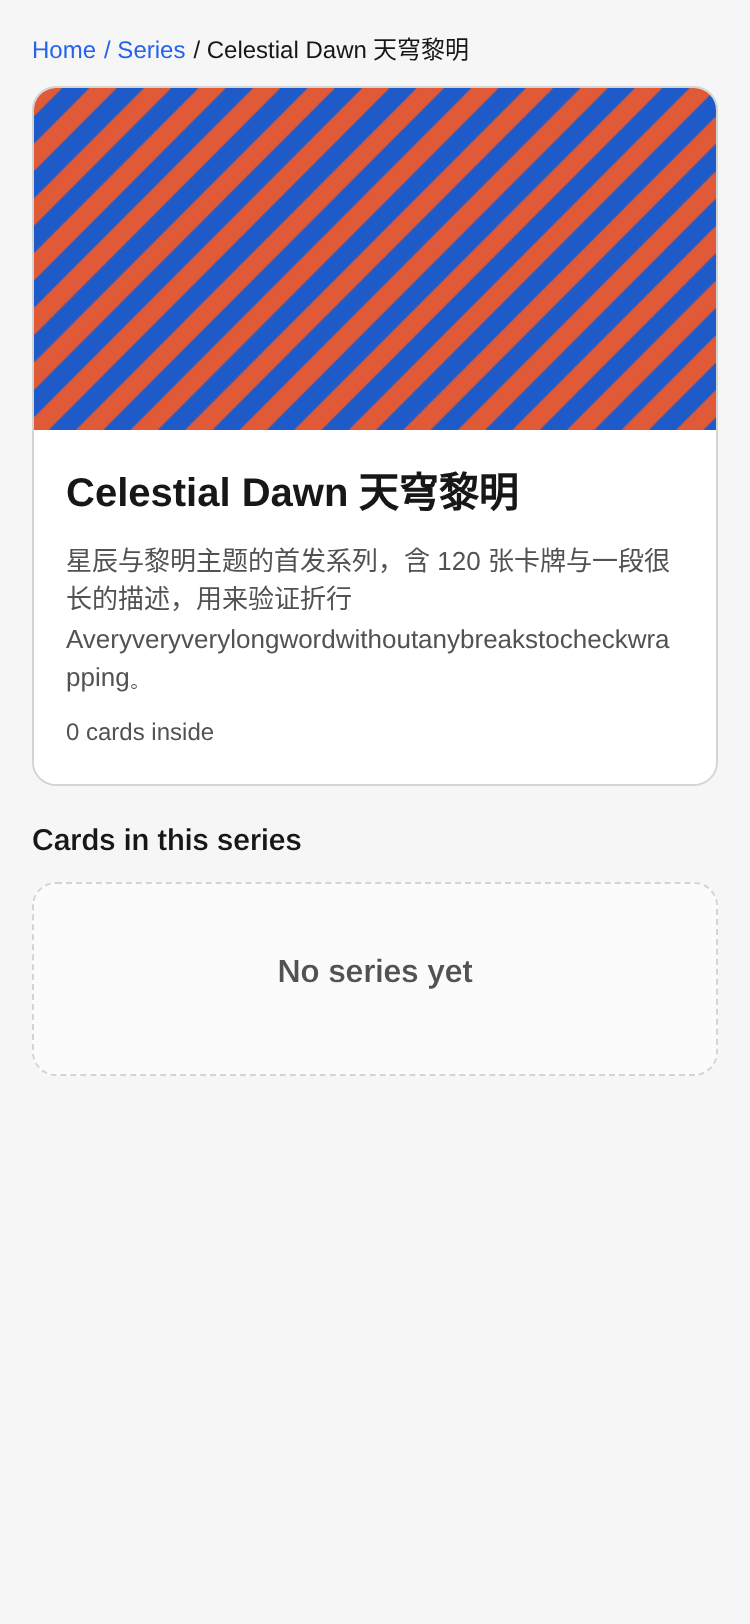 Home / Series / Celestial Dawn 天穹黎明
Celestial Dawn 天穹黎明
星辰与黎明主题的首发系列，含 120 张卡牌与一段很
长的描述，用来验证折行
Averyveryverylongwordwithoutanybreakstocheckwra
pping。
0 cards inside
Cards in this series
No series yet